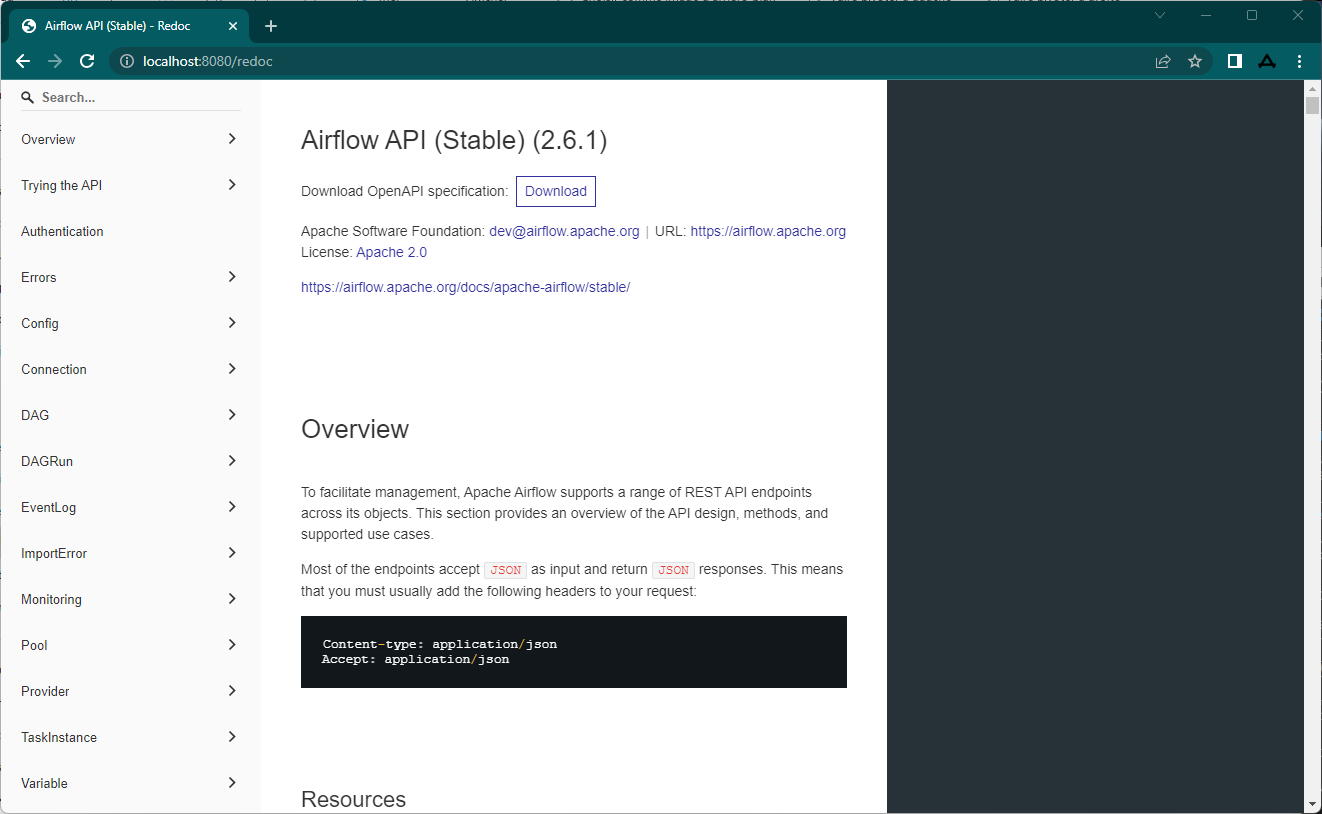 Airflow API (Stable) - Redoc
localhost:8080/redoc
Search...
Overview
Trying the API
Authentication
Errors
Config
Connection
DAG
DAGRun
EventLog
ImportError
Monitoring
Pool
Provider
TaskInstance
Variable
Airflow API (Stable) (2.6.1)
Download OpenAPI specification: Download
Apache Software Foundation: dev@airflow.apache.org | URL: https://airflow.apache.org
License: Apache 2.0
https://airflow.apache.org/docs/apache-airflow/stable/
Overview
To facilitate management, Apache Airflow supports a range of REST API endpoints
across its objects. This section provides an overview of the API design, methods, and
supported use cases.
Most of the endpoints accept JSON as input and return JSON responses. This means
that you must usually add the following headers to your request:
Content-type: application/json
Accept: application/json
Resources